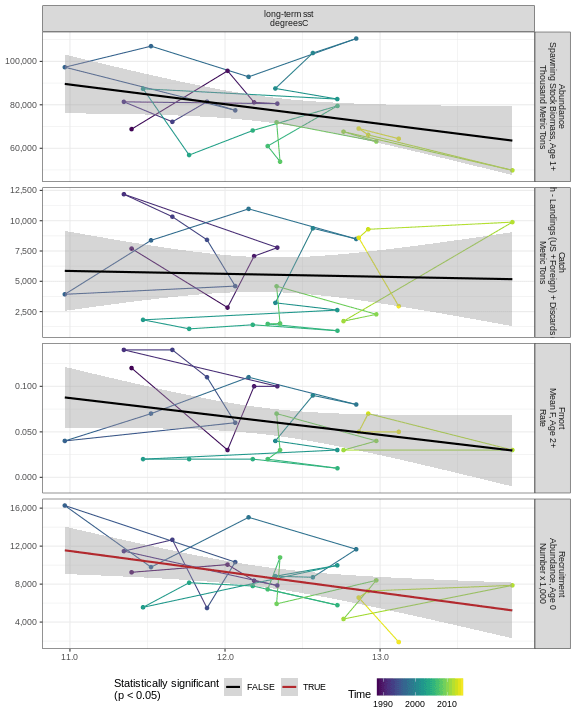 long-term sst
degreesC
100,000
80,000
60,000
Abundance
Spawning Stock Biomass, Age 1+
Thousand Metric Tons
12,500
10,000
7,500
5,000
2,500
Catch
h - Landings (US +Foreign) + Discards
Metric Tons
0.100
0.050
0.000
Fmort
Mean F, Age 2+
Rate
16,000
12,000
8,000
4,000
Recruitment
Abundance, Age 0
Number x 1,000
11.0 12.0 13.0
Statistically significant
(p < 0.05)
FALSE TRUE
Time
1990 2000 2010